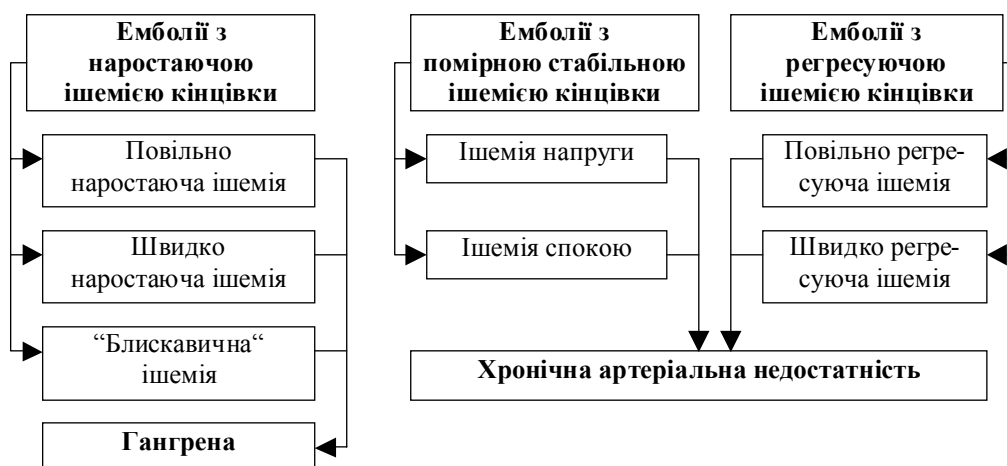 Емболії з
наростаючою
ішемією кінцівки
Повільно
наростаюча ішемія
Швидко
наростаюча ішемія
“Блискавична“
ішемія
Гангрена
Емболії з
помірною стабільною
ішемією кінцівки
Ішемія напруги
Ішемія спокою
Емболії з
регресуючою
ішемією кінцівки
Повільно регре-
суюча ішемія
Швидко регре-
суюча ішемія
Хронічна артеріальна недостатність